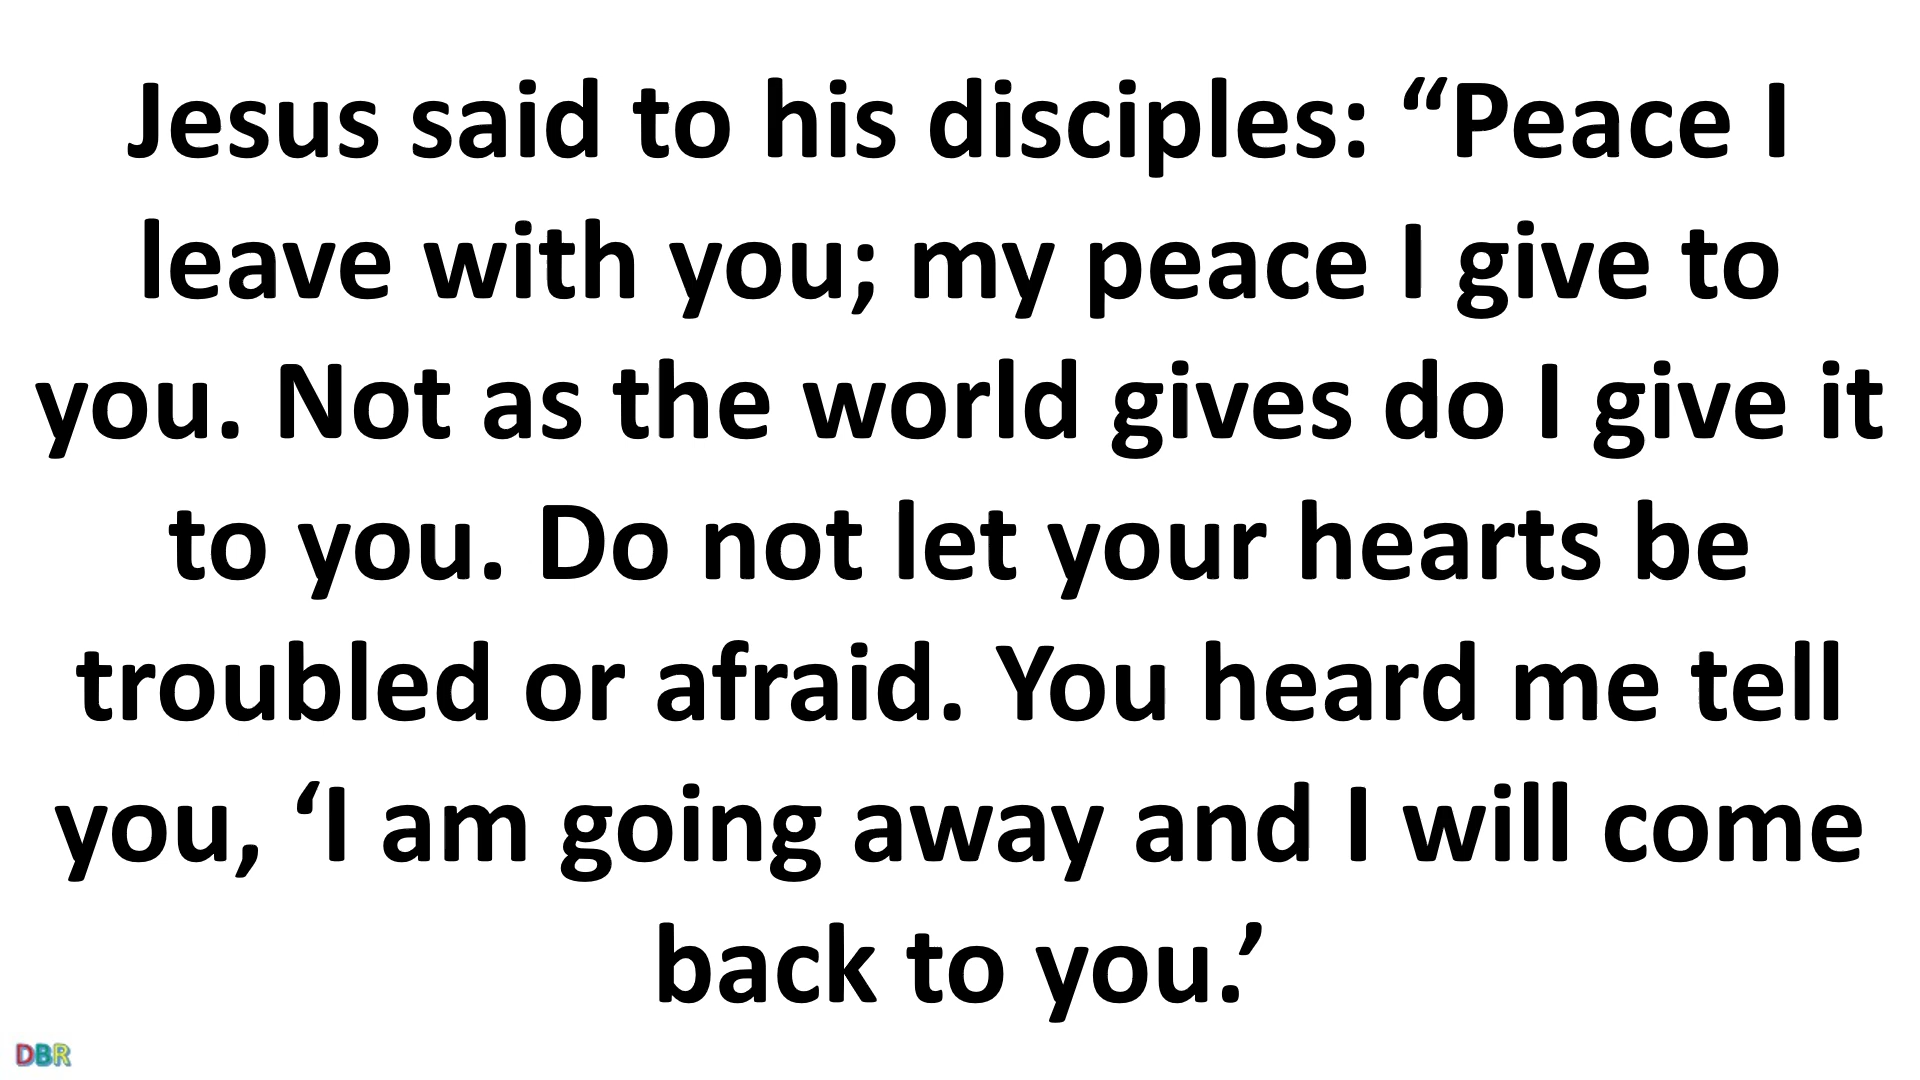 Jesus said to his disciples: “Peace I
leave with you; my peace I give to
you. Not as the world gives do I give it
to you. Do not let your hearts be
troubled or afraid. You heard me tell
you, ‘I am going away and I will come
back to you.’
DBR